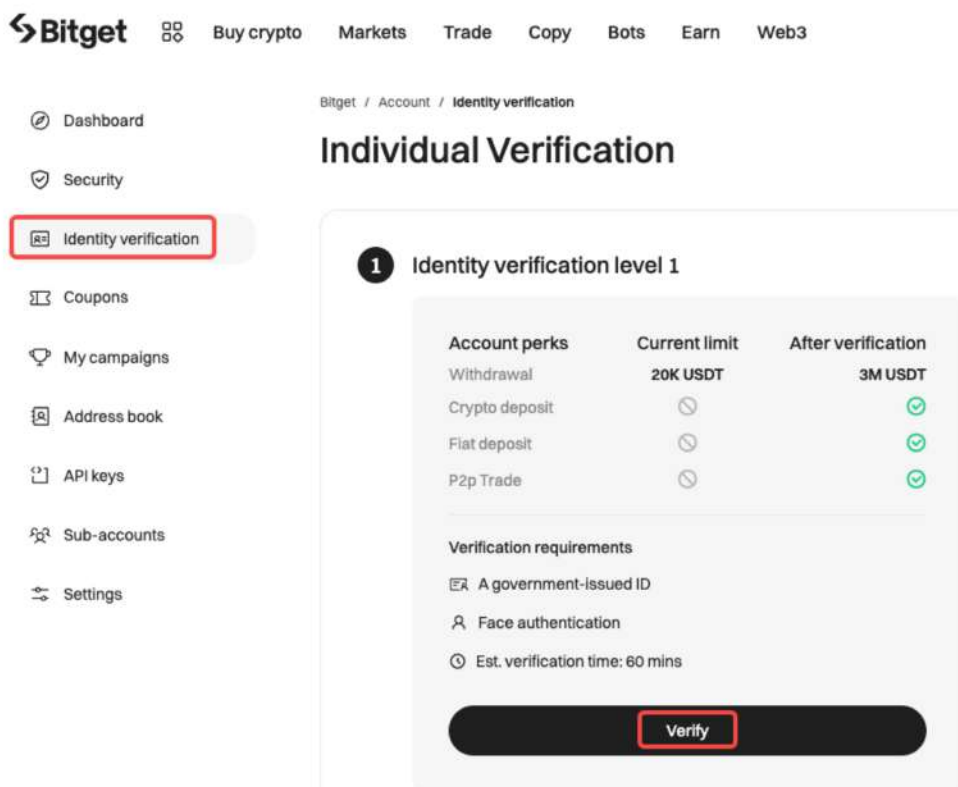 Bitget Buy crypto Markets Trade Copy Bots Earn Web3
Dashboard
Security
Identity verification
Coupons
My campaigns
Address book
API keys
Sub-accounts
Settings
Bitget / Account / Identity verification
Individual Verification
1 Identity verification level 1
Account perks Current limit After verification
Withdrawal 20K USDT 3M USDT
Crypto deposit
Fiat deposit
P2p Trade
Verification requirements
A government-issued ID
Face authentication
Est. verification time: 60 mins
Verify